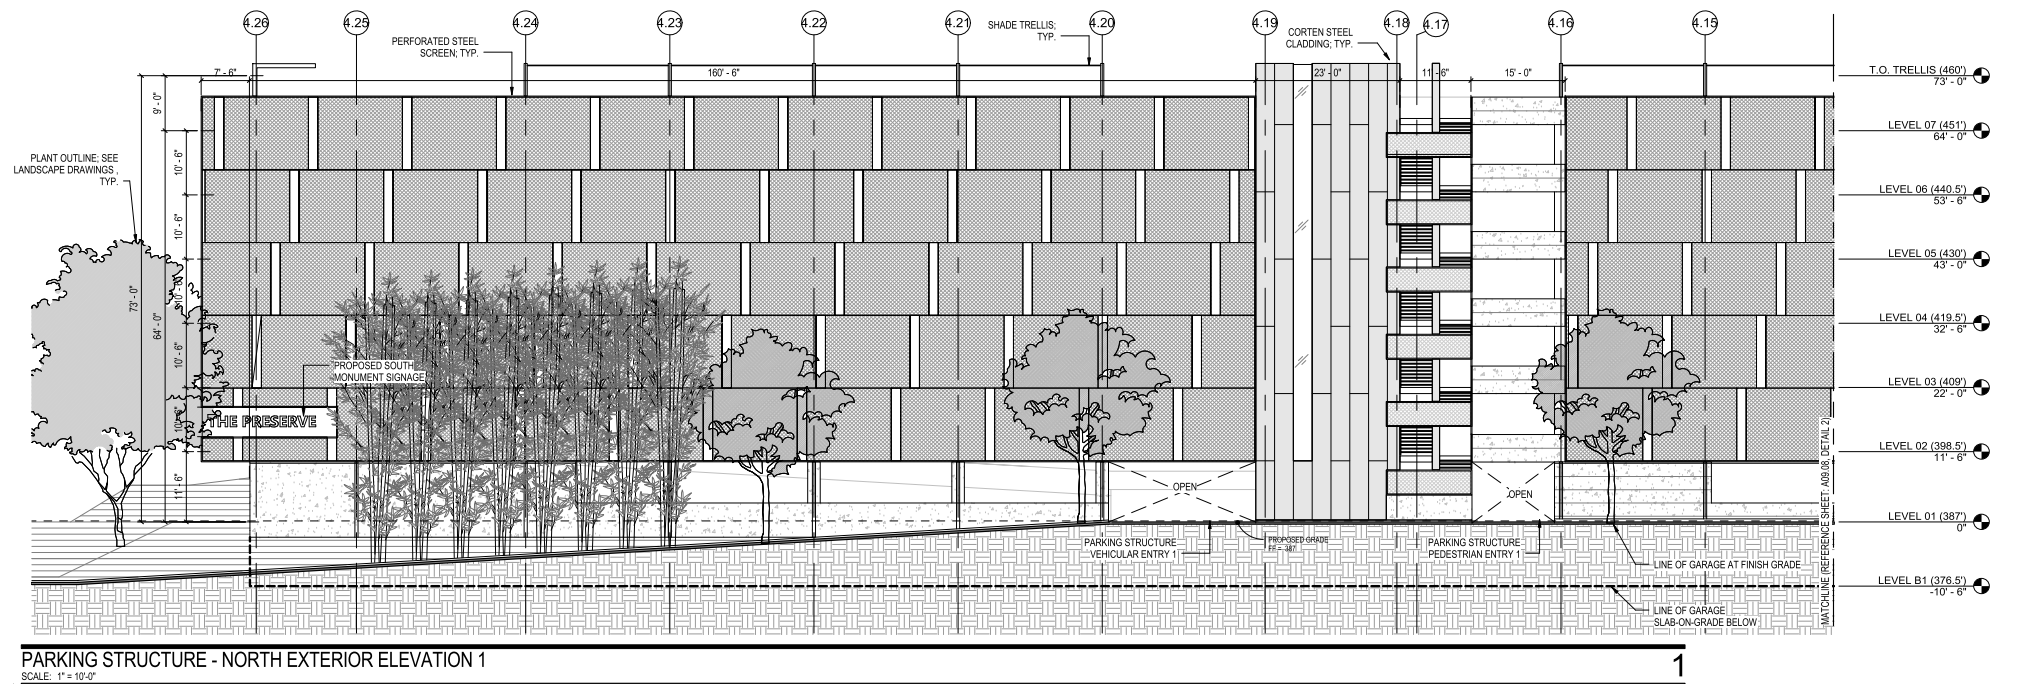 4.26 4.25 4.24 4.23 4.22 4.21 4.20 4.19 4.18 4.17 4.16 4.15
PERFORATED STEEL
SCREEN; TYP.
SHADE TRELLIS;
TYP.
CORTEN STEEL
CLADDING; TYP.
7' - 6" 160' - 6" 23' - 0" 11' - 6" 15' - 0"
T.O. TRELLIS (460')
73' - 0"
9' - 0"
LEVEL 07 (451')
64' - 0"
PLANT OUTLINE; SEE
LANDSCAPE DRAWINGS ,
TYP.
10' - 6"
LEVEL 06 (440.5')
53' - 6"
10' - 6"
LEVEL 05 (430')
43' - 0"
73' - 0"
64' - 0"
10' - 6"
LEVEL 04 (419.5')
32' - 6"
10' - 6"
PROPOSED SOUTH
MONUMENT SIGNAGE
LEVEL 03 (409')
22' - 0"
10' - 6"
THE PRESERVE
LEVEL 02 (398.5')
11' - 6"
11' - 6"
OPEN
OPEN
LEVEL 01 (387')
0"
PARKING STRUCTURE
VEHICULAR ENTRY 1
PROPOSED GRADE
FF = 387'
PARKING STRUCTURE
PEDESTRIAN ENTRY 1
LINE OF GARAGE AT FINISH GRADE
LEVEL B1 (376.5')
-10' - 6"
LINE OF GARAGE
SLAB-ON-GRADE BELOW
MATCHLINE (REFERENCE SHEET: A09.08, DETAIL 2)
PARKING STRUCTURE - NORTH EXTERIOR ELEVATION 1
1
SCALE: 1" = 10'-0"